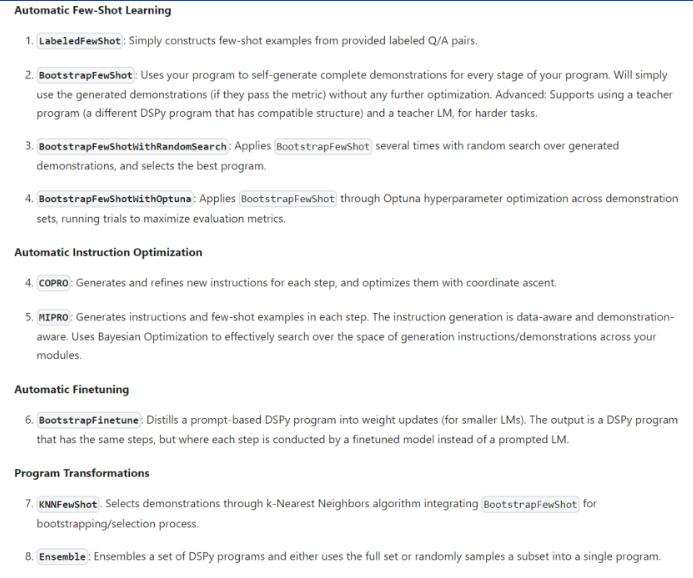 Automatic Few-Shot Learning
1. LabeledFewShot: Simply constructs few-shot examples from provided labeled Q/A pairs.
2. BootstrapFewShot: Uses your program to self-generate complete demonstrations for every stage of your program. Will simply
use the generated demonstrations (if they pass the metric) without any further optimization. Advanced: Supports using a teacher
program (a different DSPy program that has compatible structure) and a teacher LM, for harder tasks.
3. BootstrapFewShotWithRandomSearch: Applies BootstrapFewShot several times with random search over generated
demonstrations, and selects the best program.
4. BootstrapFewShotWithOptuna: Applies BootstrapFewShot through Optuna hyperparameter optimization across demonstration
sets, running trials to maximize evaluation metrics.
Automatic Instruction Optimization
4. COPRO: Generates and refines new instructions for each step, and optimizes them with coordinate ascent.
5. MIPRO: Generates instructions and few-shot examples in each step. The instruction generation is data-aware and demonstration-
aware. Uses Bayesian Optimization to effectively search over the space of generation instructions/demonstrations across your
modules.
Automatic Finetuning
6. BootstrapFinetune: Distills a prompt-based DSPy program into weight updates (for smaller LMs). The output is a DSPy program
that has the same steps, but where each step is conducted by a finetuned model instead of a prompted LM.
Program Transformations
7. KNNFewShot. Selects demonstrations through k-Nearest Neighbors algorithm integrating BootstrapFewShot for
bootstrapping/selection process.
8. Ensemble: Ensembles a set of DSPy programs and either uses the full set or randomly samples a subset into a single program.